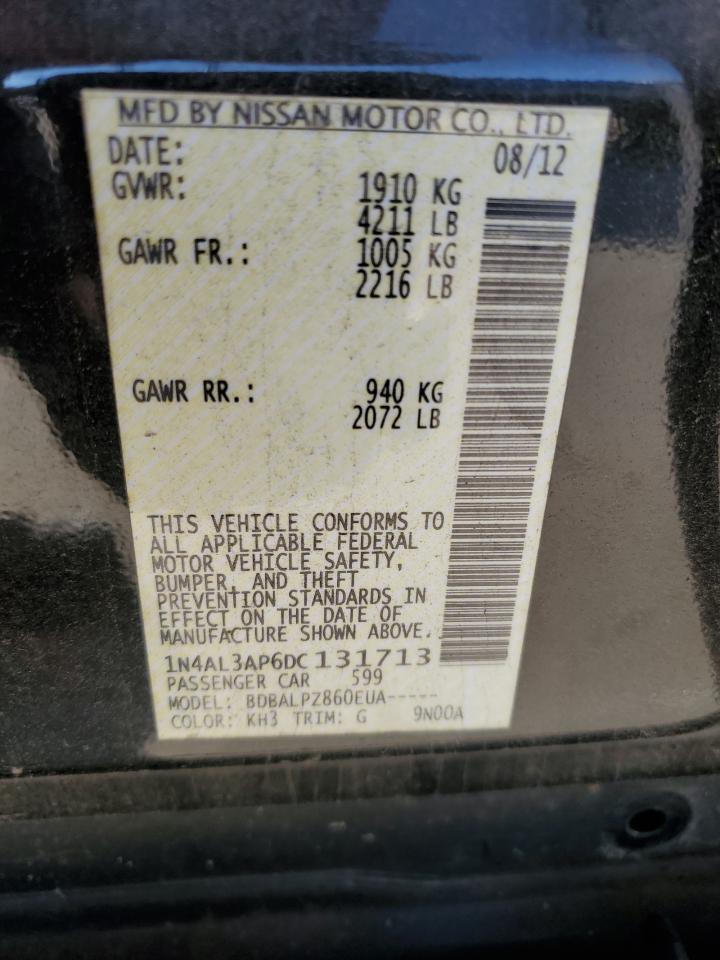 MFD BY NISSAN MOTOR CO., LTD.
DATE: 08/12
GVWR: 1910 KG
4211 LB
GAWR FR.: 1005 KG
2216 LB
GAWR RR.: 940 KG
2072 LB
THIS VEHICLE CONFORMS TO
ALL APPLICABLE FEDERAL
MOTOR VEHICLE SAFETY,
BUMPER, AND THEFT
PREVENTION STANDARDS IN
EFFECT ON THE DATE OF
MANUFACTURE SHOWN ABOVE.
1N4AL3AP6DC131713
PASSENGER CAR 599
MODEL: BDBALPZ860EUA-----
COLOR: KH3 TRIM: G 9N00A